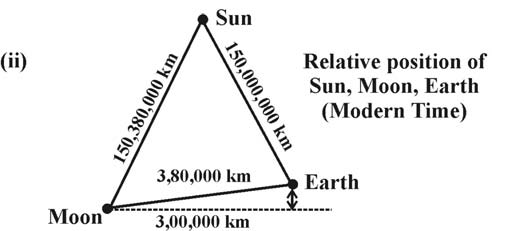 (ii)
Sun
150,380,000 km
150,000,000 km
Relative position of
Sun, Moon, Earth
(Modern Time)
3,80,000 km
Earth
Moon
3,00,000 km